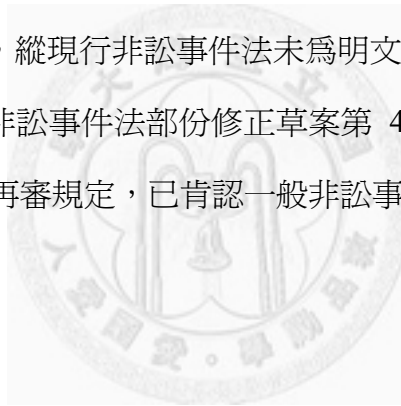 ，縱現行非訟事件法未為明文
非訟事件法部份修正草案第 4
再審規定，已肯認一般非訟事